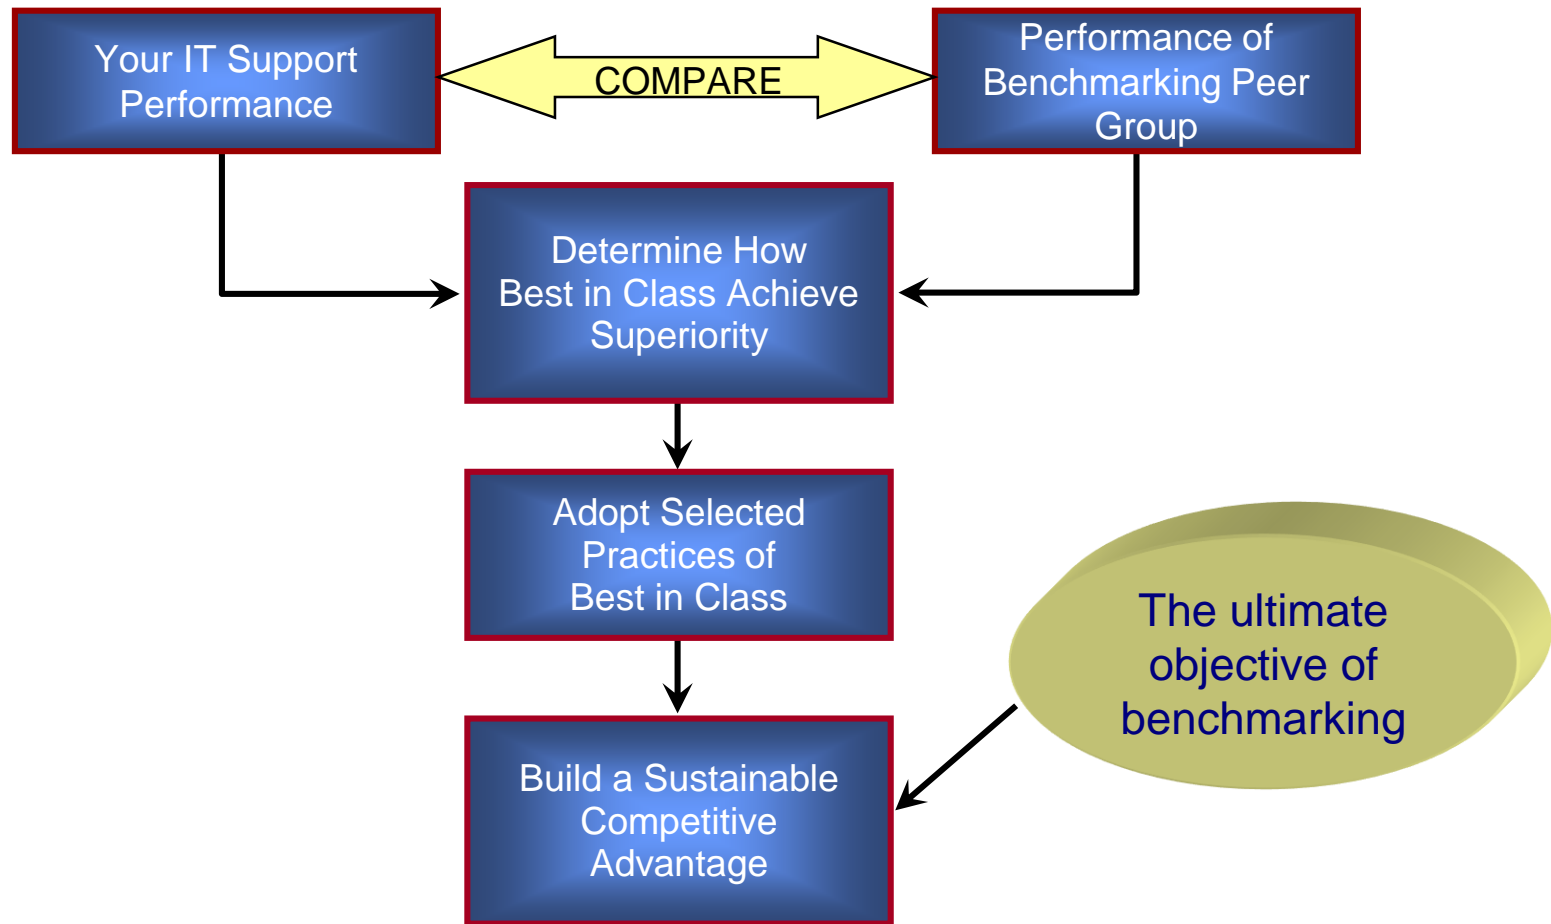 Your IT Support
Performance
COMPARE
Performance of
Benchmarking Peer
Group
Determine How
Best in Class Achieve
Superiority
Adopt Selected
Practices of
Best in Class
The ultimate
objective of
benchmarking
Build a Sustainable
Competitive
Advantage